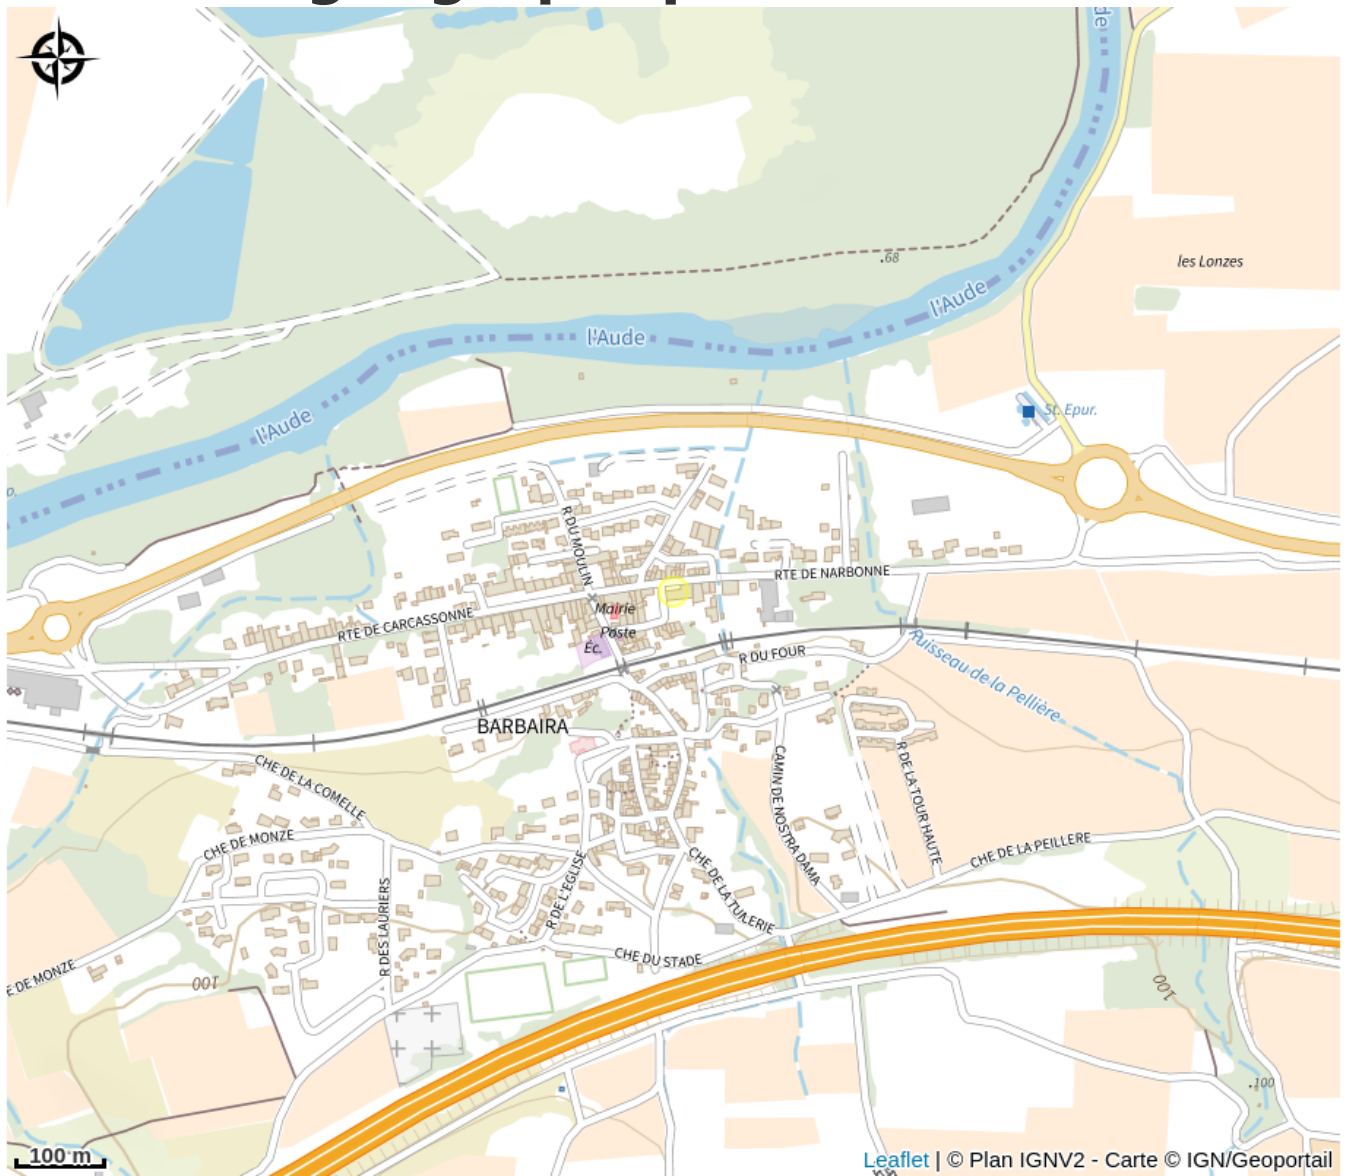 l'Aude
.68
les Lonzes
l'Aude
l'Aude
St. Epur.
l'Aude
R DU MOULIN
RTE DE NARBONNE
Mairie
RTE DE CARCASSONNE
Poste
Éc.
R DU FOUR
Ruisseau de la Pellière
BARBAIRA
CHE DE LA COMELLE
CAMIN DE NOSTRA DAMA
R DE LA TOUR HAUTE
CHE DE MONZE
CHE DE LA PEILLERE
R DE L'EGLISE
CHE DE LA TUILERIE
R DES LAURIERS
CHE DU STADE
E DE MONZE
100
100
.100
100 m
Leaflet | © Plan IGNV2 - Carte © IGN/Geoportail